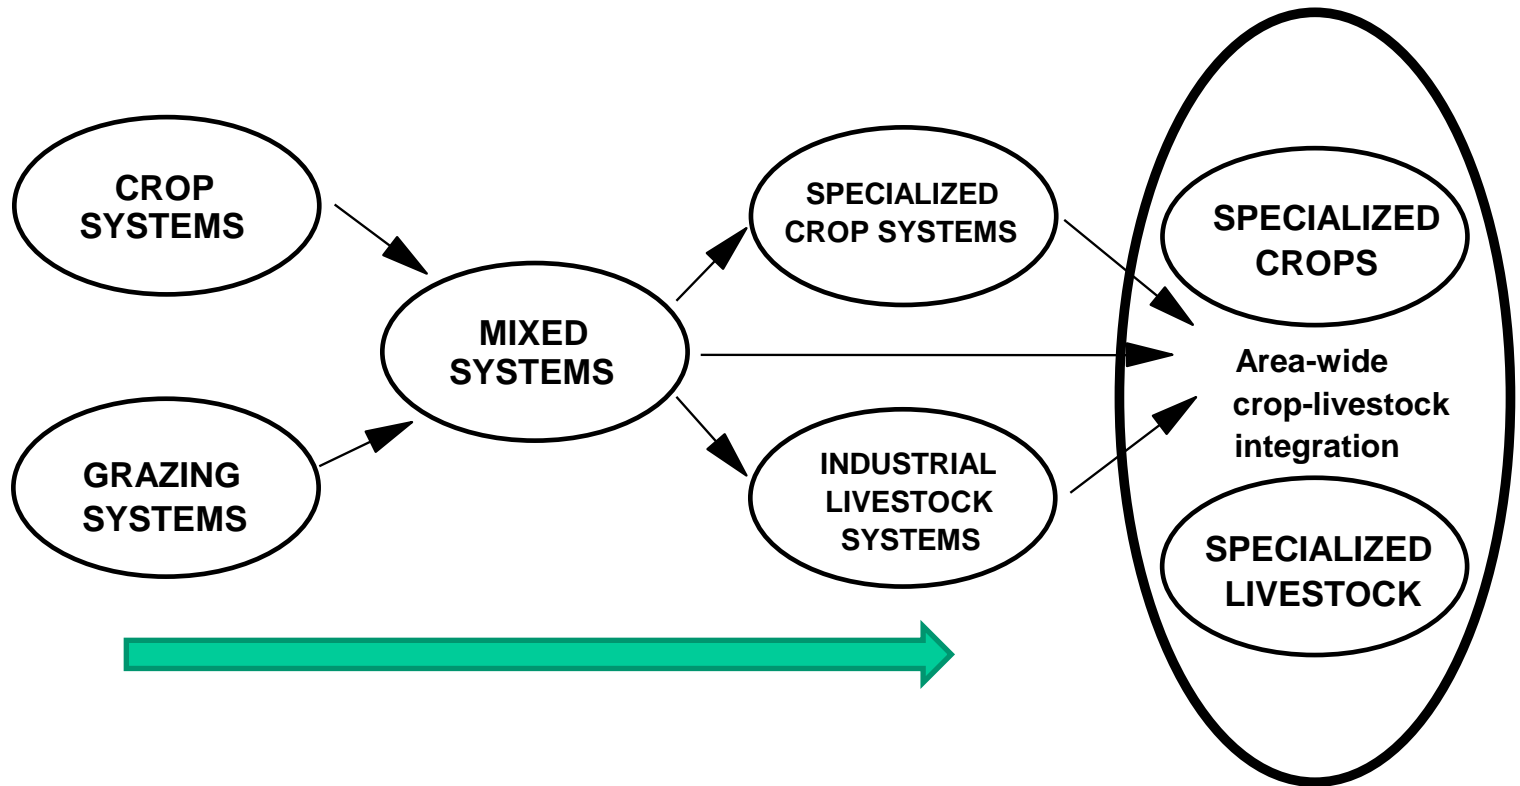 CROP
SYSTEMS
GRAZING
SYSTEMS
MIXED
SYSTEMS
SPECIALIZED
CROP SYSTEMS
INDUSTRIAL
LIVESTOCK
SYSTEMS
SPECIALIZED
CROPS
Area-wide
crop-livestock
integration
SPECIALIZED
LIVESTOCK